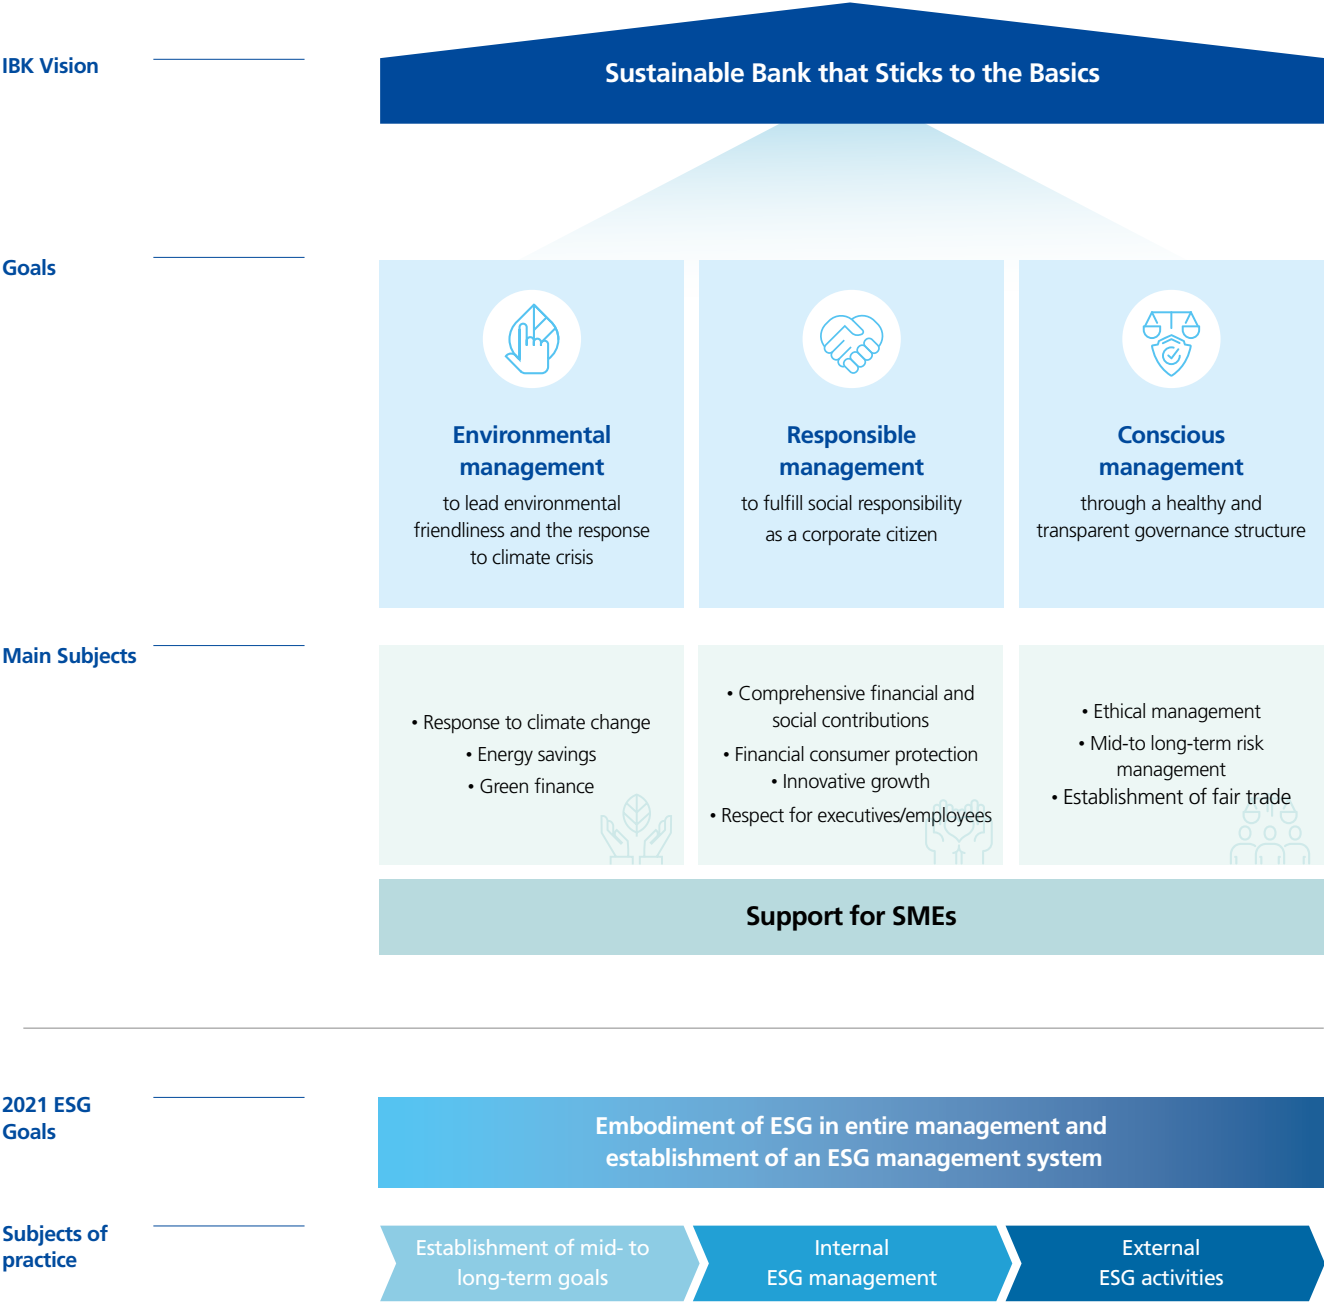 IBK Vision
Sustainable Bank that Sticks to the Basics
Goals
Environmental
management
to lead environmental
friendliness and the response
to climate crisis
Responsible
management
to fulfill social responsibility
as a corporate citizen
Conscious
management
through a healthy and
transparent governance structure
Main Subjects
• Response to climate change
• Energy savings
• Green finance
• Comprehensive financial and
social contributions
• Financial consumer protection
• Innovative growth
• Respect for executives/employees
• Ethical management
• Mid-to long-term risk
management
• Establishment of fair trade
Support for SMEs
2021 ESG
Goals
Embodiment of ESG in entire management and
establishment of an ESG management system
Subjects of
practice
Establishment of mid- to
long-term goals
Internal
ESG management
External
ESG activities